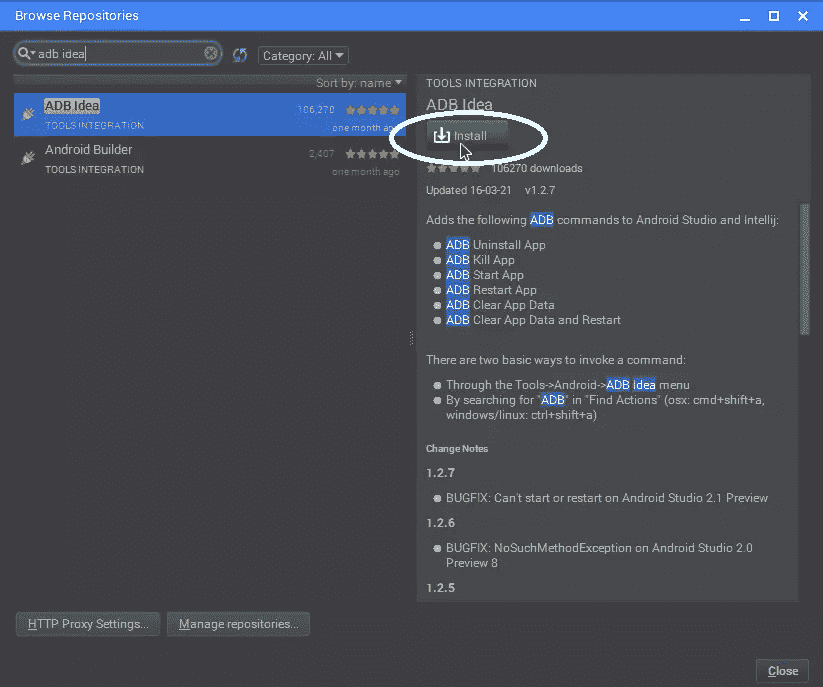 Browse Repositories
adb idea
Category: All
Sort by: name
ADB Idea
106,270
TOOLS INTEGRATION
one month ago
Android Builder
2,407
TOOLS INTEGRATION
one month ago
TOOLS INTEGRATION
ADB Idea
Install
106270 downloads
Updated 16-03-21 v1.2.7
Adds the following ADB commands to Android Studio and Intellij:
ADB Uninstall App
ADB Kill App
ADB Start App
ADB Restart App
ADB Clear App Data
ADB Clear App Data and Restart
There are two basic ways to invoke a command:
Through the Tools->Android->ADB Idea menu
By searching for "ADB" in "Find Actions" (osx: cmd+shift+a,
windows/linux: ctrl+shift+a)
Change Notes
1.2.7
BUGFIX: Can't start or restart on Android Studio 2.1 Preview
1.2.6
BUGFIX: NoSuchMethodException on Android Studio 2.0
Preview 8
1.2.5
HTTP Proxy Settings...
Manage repositories...
Close